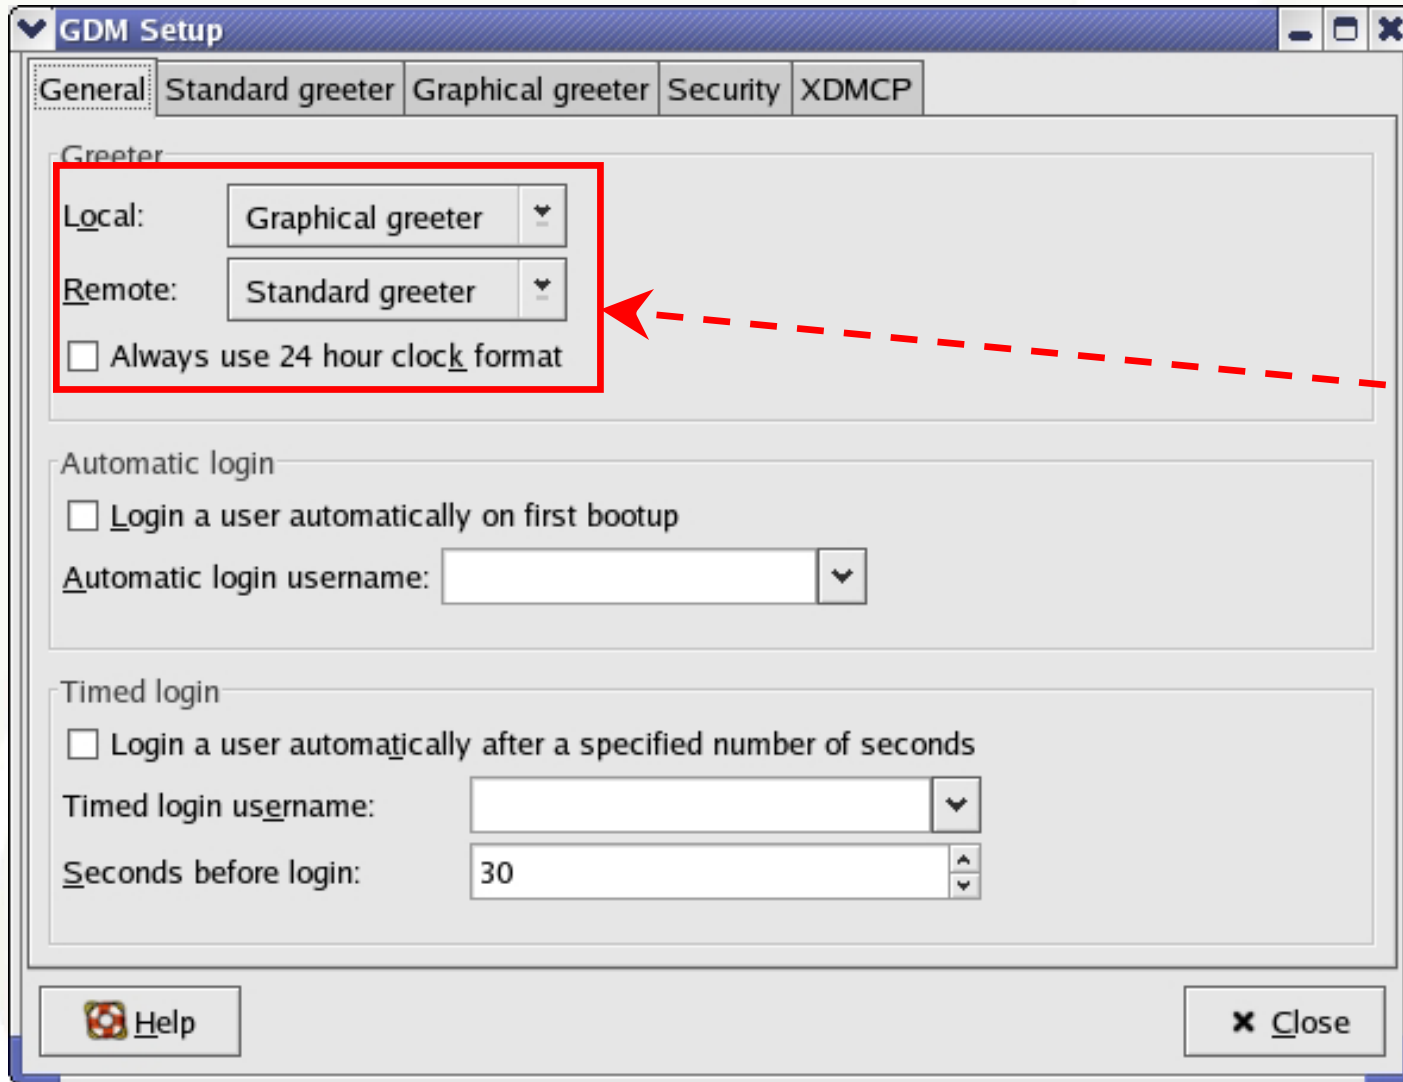 GDM Setup
General Standard greeter Graphical greeter Security XDMCP
Greeter
Local: Graphical greeter
Remote: Standard greeter
Always use 24 hour clock format
Automatic login
Login a user automatically on first bootup
Automatic login username:
Timed login
Login a user automatically after a specified number of seconds
Timed login username:
Seconds before login: 30
Help Close